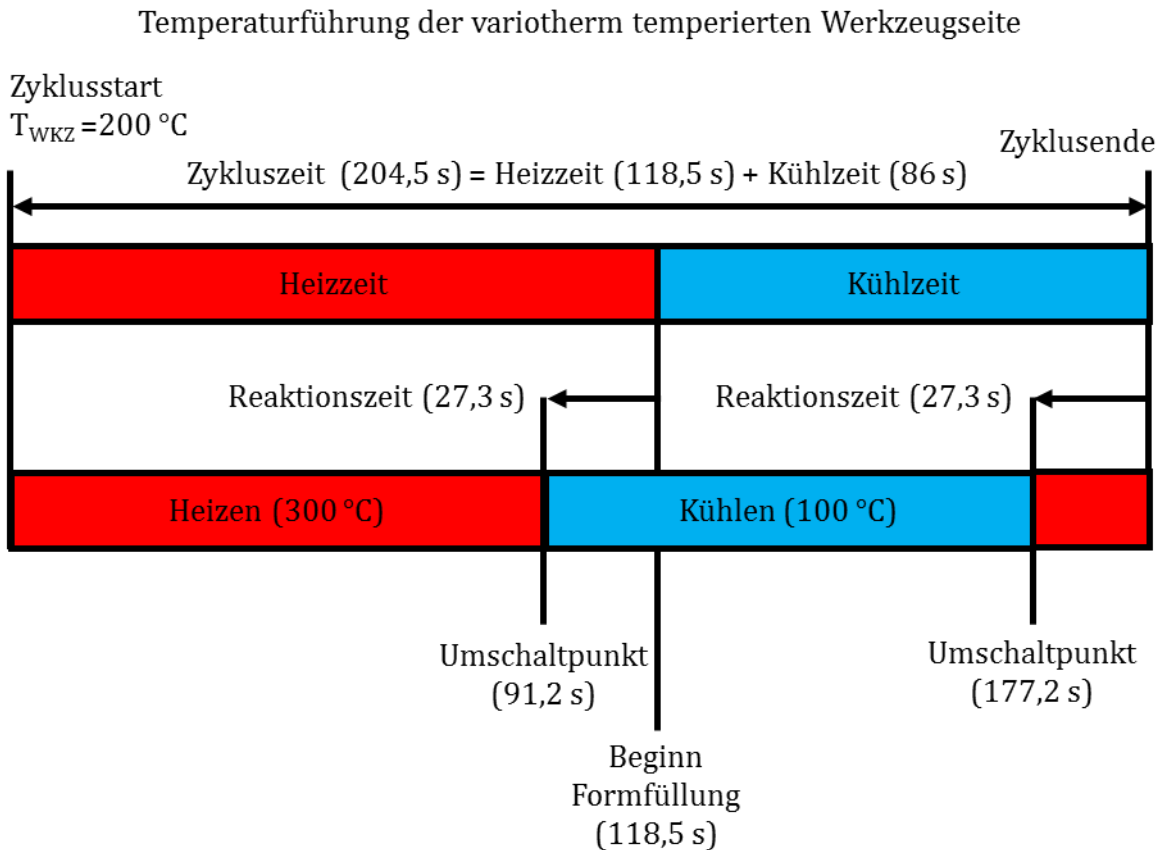 Temperaturführung der variotherm temperierten Werkzeugseite
Zyklusstart
T_WKZ =200 °C
Zyklusende
Zykluszeit (204,5 s) = Heizzeit (118,5 s) + Kühlzeit (86 s)
Heizzeit
Kühlzeit
Reaktionszeit (27,3 s)
Reaktionszeit (27,3 s)
Heizen (300 °C)
Kühlen (100 °C)
Umschaltpunkt
(91,2 s)
Umschaltpunkt
(177,2 s)
Beginn
Formfüllung
(118,5 s)